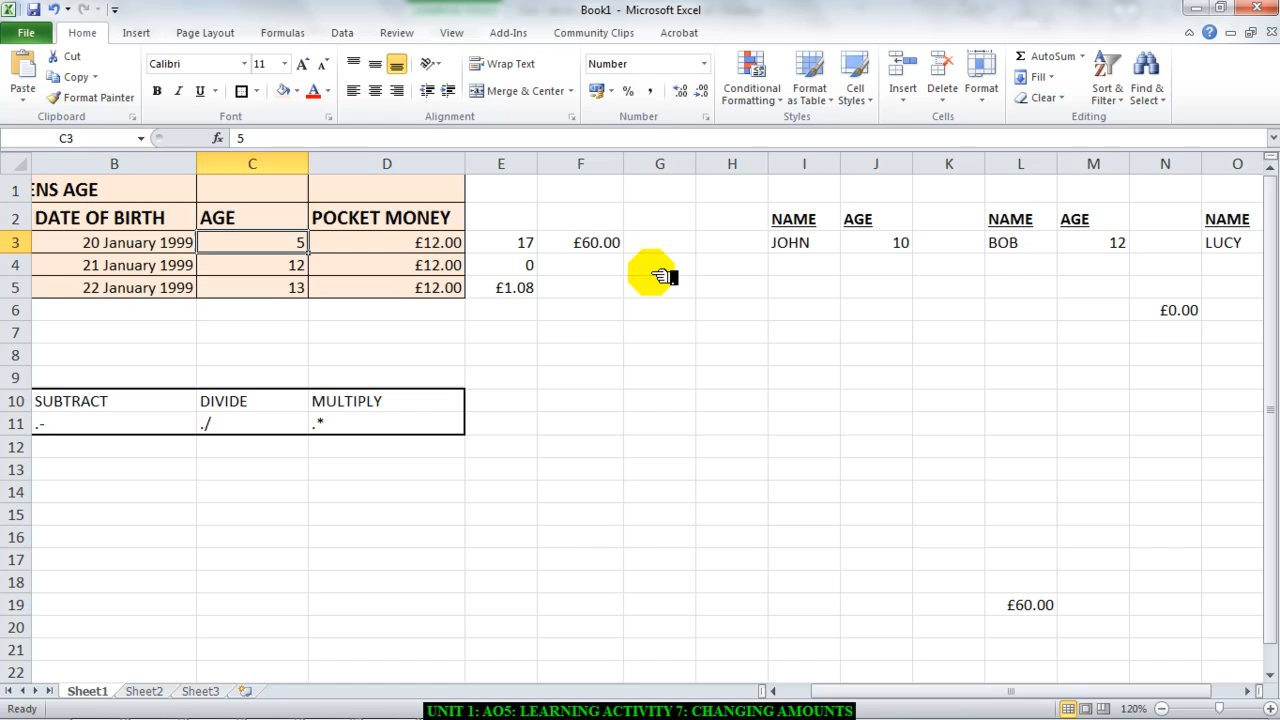 Book1 - Microsoft Excel
File Home Insert Page Layout Formulas Data Review View Add-Ins Community Clips Acrobat
Paste
Cut
Copy
Format Painter
Clipboard
Calibri 11
B I U A
Font
Wrap Text
Merge & Center
Alignment
Number
%
Number
Conditional Formatting
Format as Table
Cell Styles
Styles
Insert Delete Format
Cells
AutoSum
Fill
Clear
Sort & Filter
Find & Select
Editing
C3 fx 5
B C D E F G H I J K L M N O
1 ENS AGE
2 DATE OF BIRTH AGE POCKET MONEY NAME AGE NAME AGE NAME
3 20 January 1999 5 £12.00 17 £60.00 JOHN 10 BOB 12 LUCY
4 21 January 1999 12 £12.00 0
5 22 January 1999 13 £12.00 £1.08
6 £0.00
7
8
9
10 SUBTRACT DIVIDE MULTIPLY
11 .- ./ .*
12
13
14
15
16
17
18
19 £60.00
20
21
22
Sheet1 Sheet2 Sheet3
Ready 120%
UNIT 1: AO5: LEARNING ACTIVITY 7: CHANGING AMOUNTS